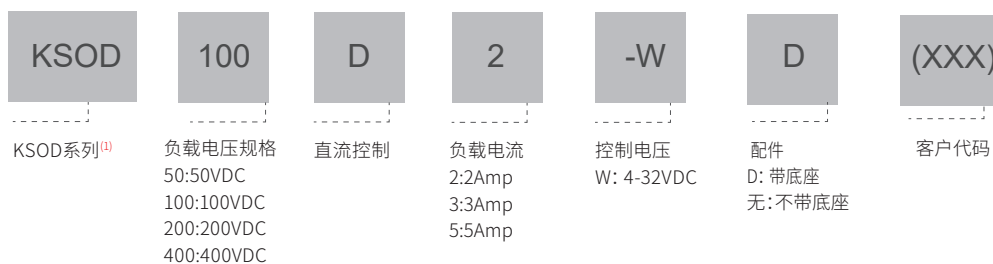 KSOD 100 D 2 -W D (XXX)
KSOD系列(1)
负载电压规格
50:50VDC
100:100VDC
200:200VDC
400:400VDC
直流控制
负载电流
2:2Amp
3:3Amp
5:5Amp
控制电压
W: 4-32VDC
配件
D: 带底座
无:不带底座
客户代码